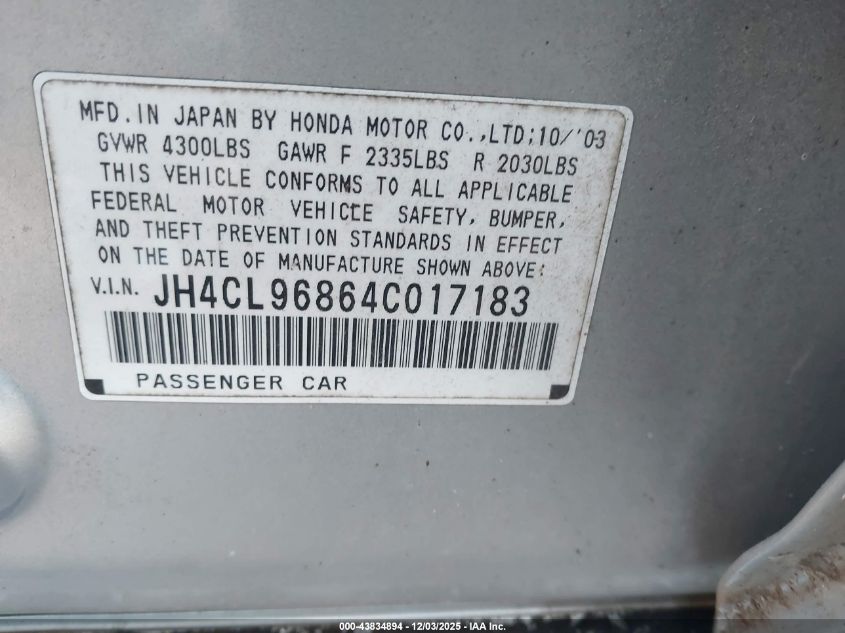 MFD. IN JAPAN BY HONDA MOTOR CO.,LTD;10/'03
GVWR 4300LBS GAWR F 2335LBS R 2030LBS
THIS VEHICLE CONFORMS TO ALL APPLICABLE
FEDERAL MOTOR VEHICLE SAFETY, BUMPER,
AND THEFT PREVENTION STANDARDS IN EFFECT
ON THE DATE OF MANUFACTURE SHOWN ABOVE:
V.I.N. JH4CL96864C017183
PASSENGER CAR
000-43834894 - 12/03/2025 - IAA Inc.